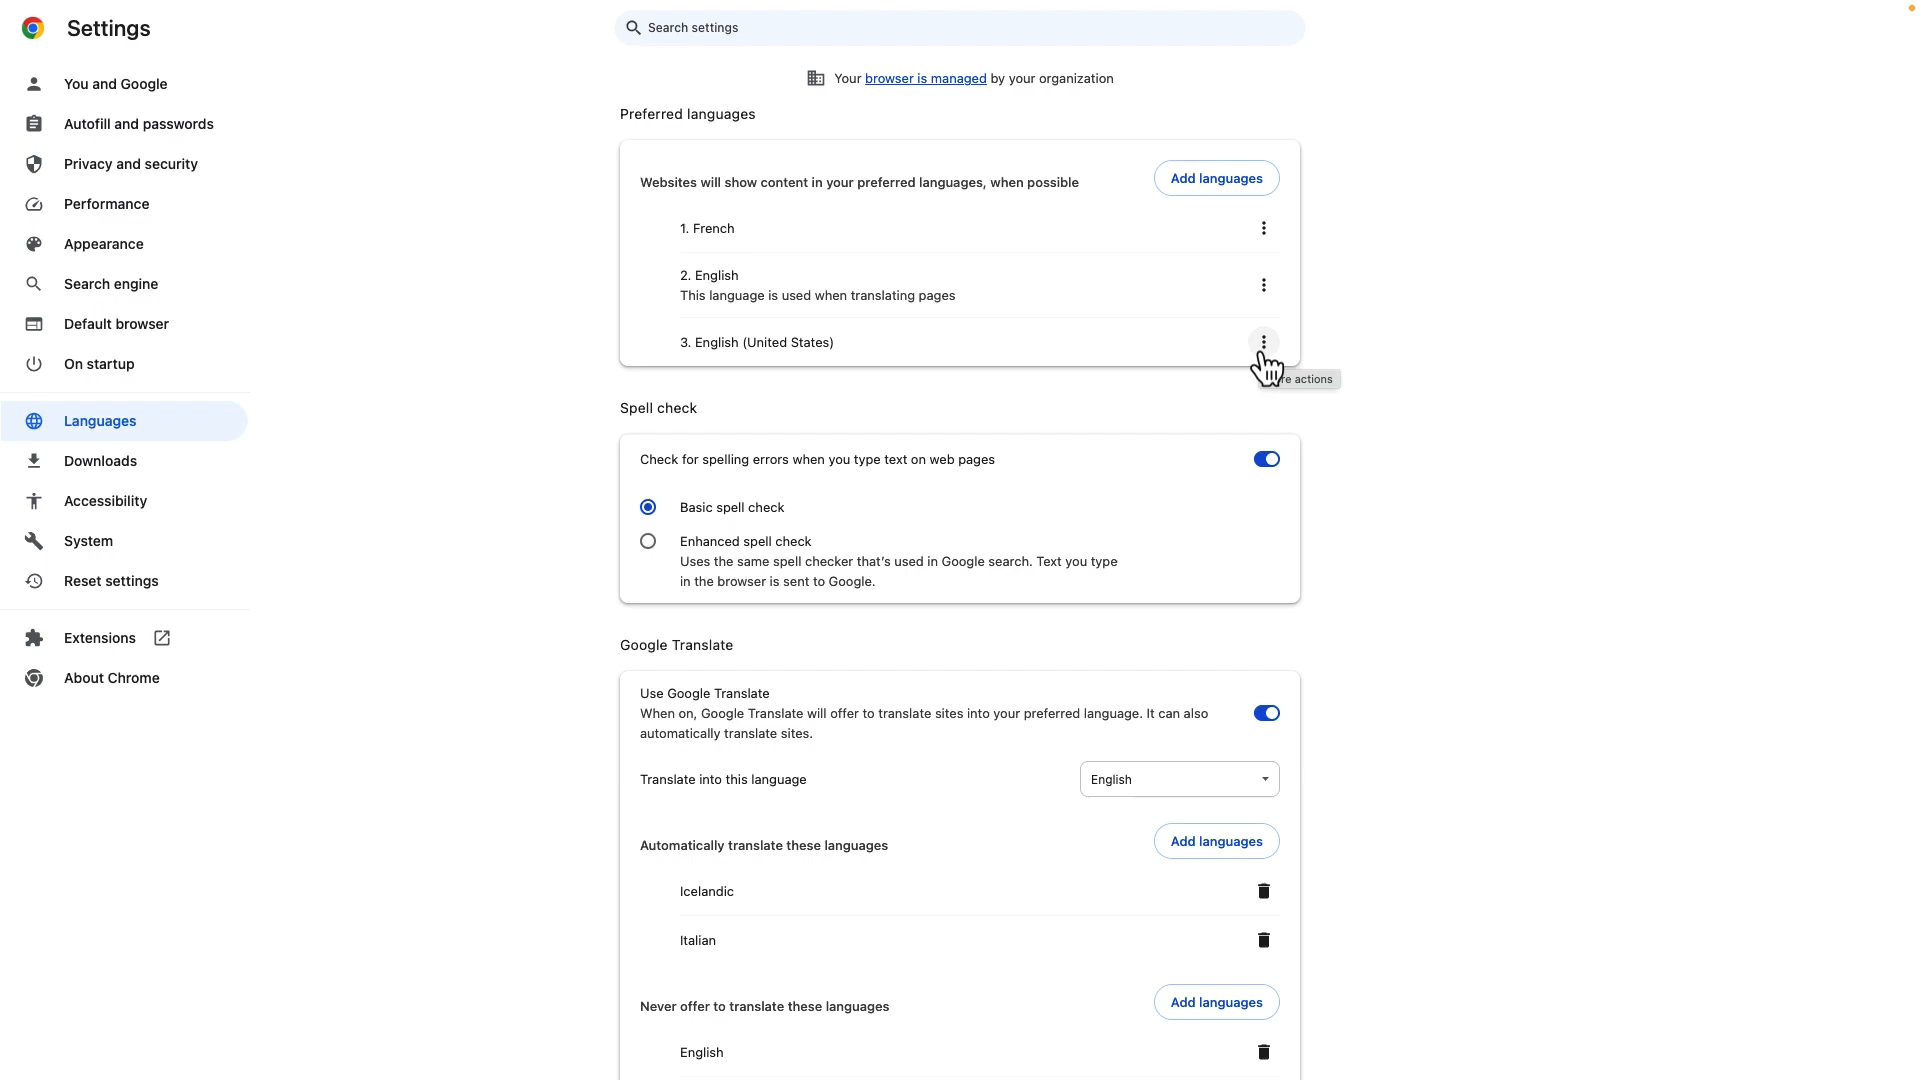 Settings
Search settings
Your browser is managed by your organization
You and Google
Autofill and passwords
Privacy and security
Performance
Appearance
Search engine
Default browser
On startup
Languages
Downloads
Accessibility
System
Reset settings
Extensions
About Chrome
Preferred languages
Websites will show content in your preferred languages, when possible
Add languages
1. French
2. English
This language is used when translating pages
3. English (United States)
actions
Spell check
Check for spelling errors when you type text on web pages
Basic spell check
Enhanced spell check
Uses the same spell checker that's used in Google search. Text you type
in the browser is sent to Google.
Google Translate
Use Google Translate
When on, Google Translate will offer to translate sites into your preferred language. It can also
automatically translate sites.
Translate into this language
English
Automatically translate these languages
Add languages
Icelandic
Italian
Never offer to translate these languages
Add languages
English